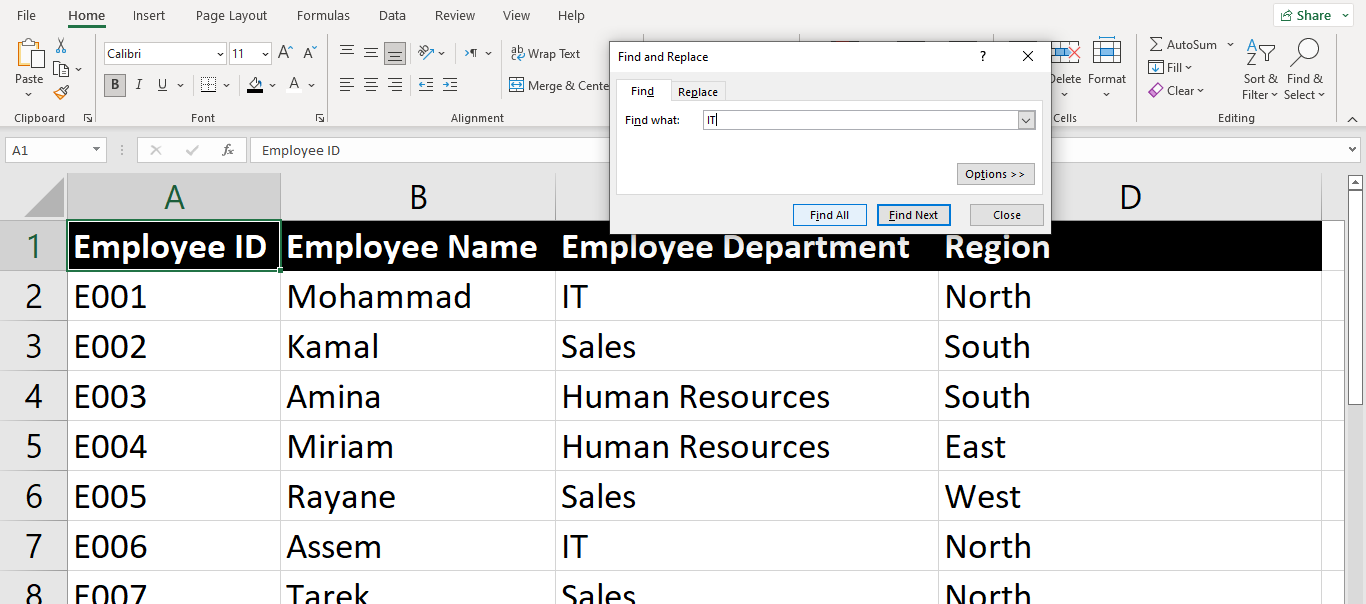 File Home Insert Page Layout Formulas Data Review View Help Share
Calibri 11 ab Wrap Text AutoSum
Paste B I U A Merge & Cente Delete Format Fill Sort & Find &
Clear Filter Select
Clipboard Font Alignment Cells Editing
Find and Replace ? ×
Find Replace
Find what: IT
Options >>
Find All Find Next Close
A1 fx Employee ID
A B D
1 Employee ID Employee Name Employee Department Region
2 E001 Mohammad IT North
3 E002 Kamal Sales South
4 E003 Amina Human Resources South
5 E004 Miriam Human Resources East
6 E005 Rayane Sales West
7 E006 Assem IT North
8 E007 Tarek Sales North